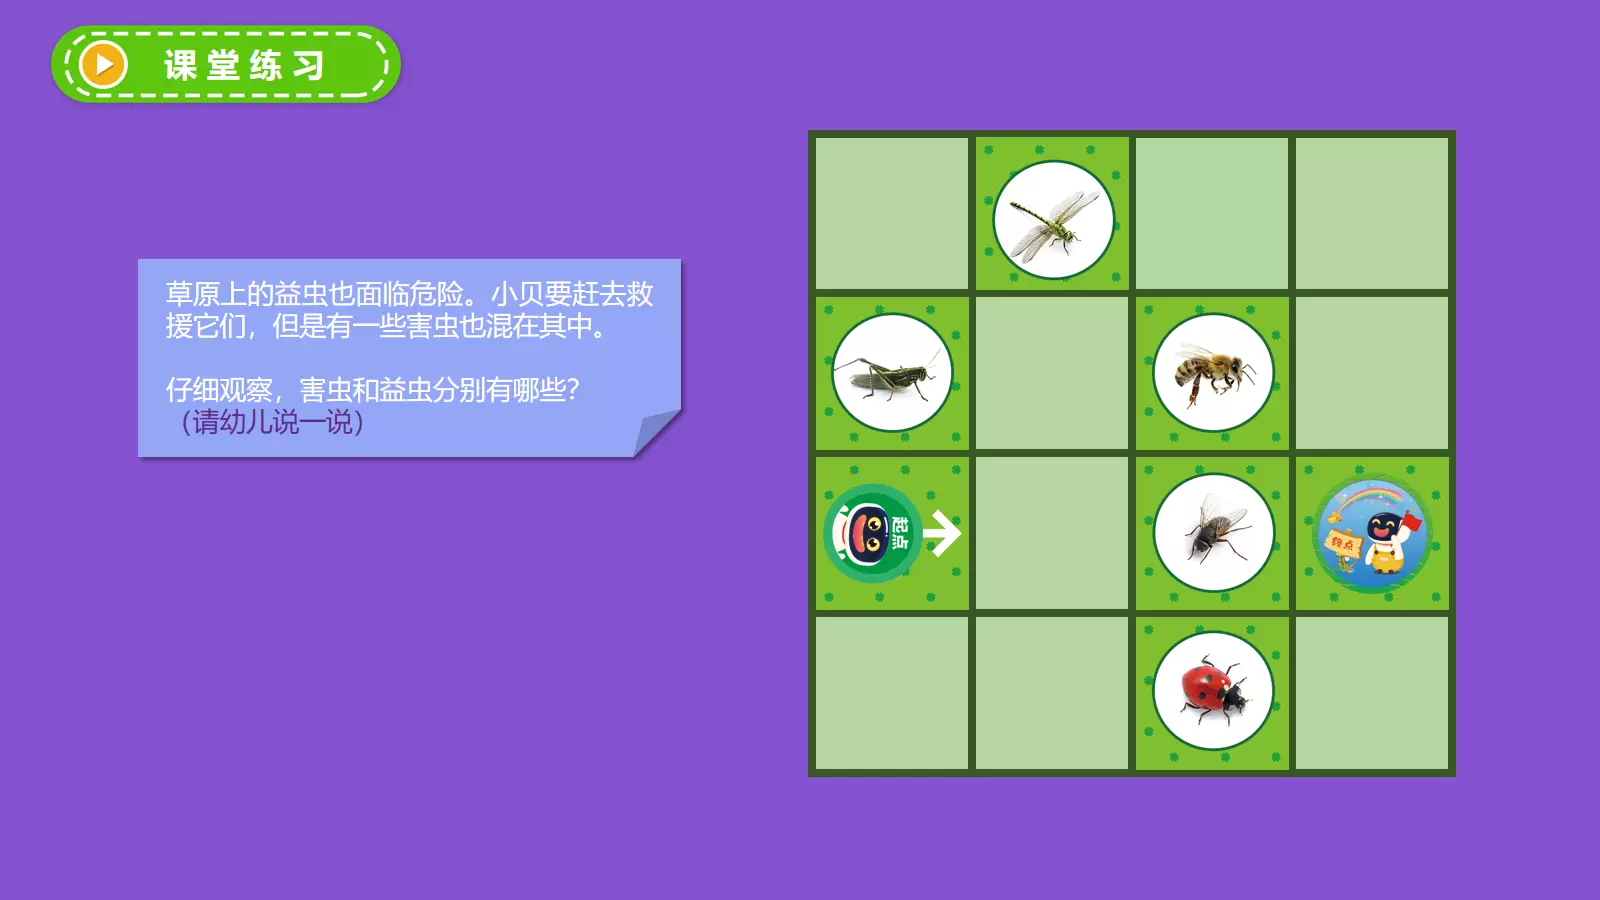 课堂练习
草原上的益虫也面临危险。小贝要赶去救
援它们，但是有一些害虫也混在其中。
仔细观察，害虫和益虫分别有哪些？
（请幼儿说一说）
起点
终点